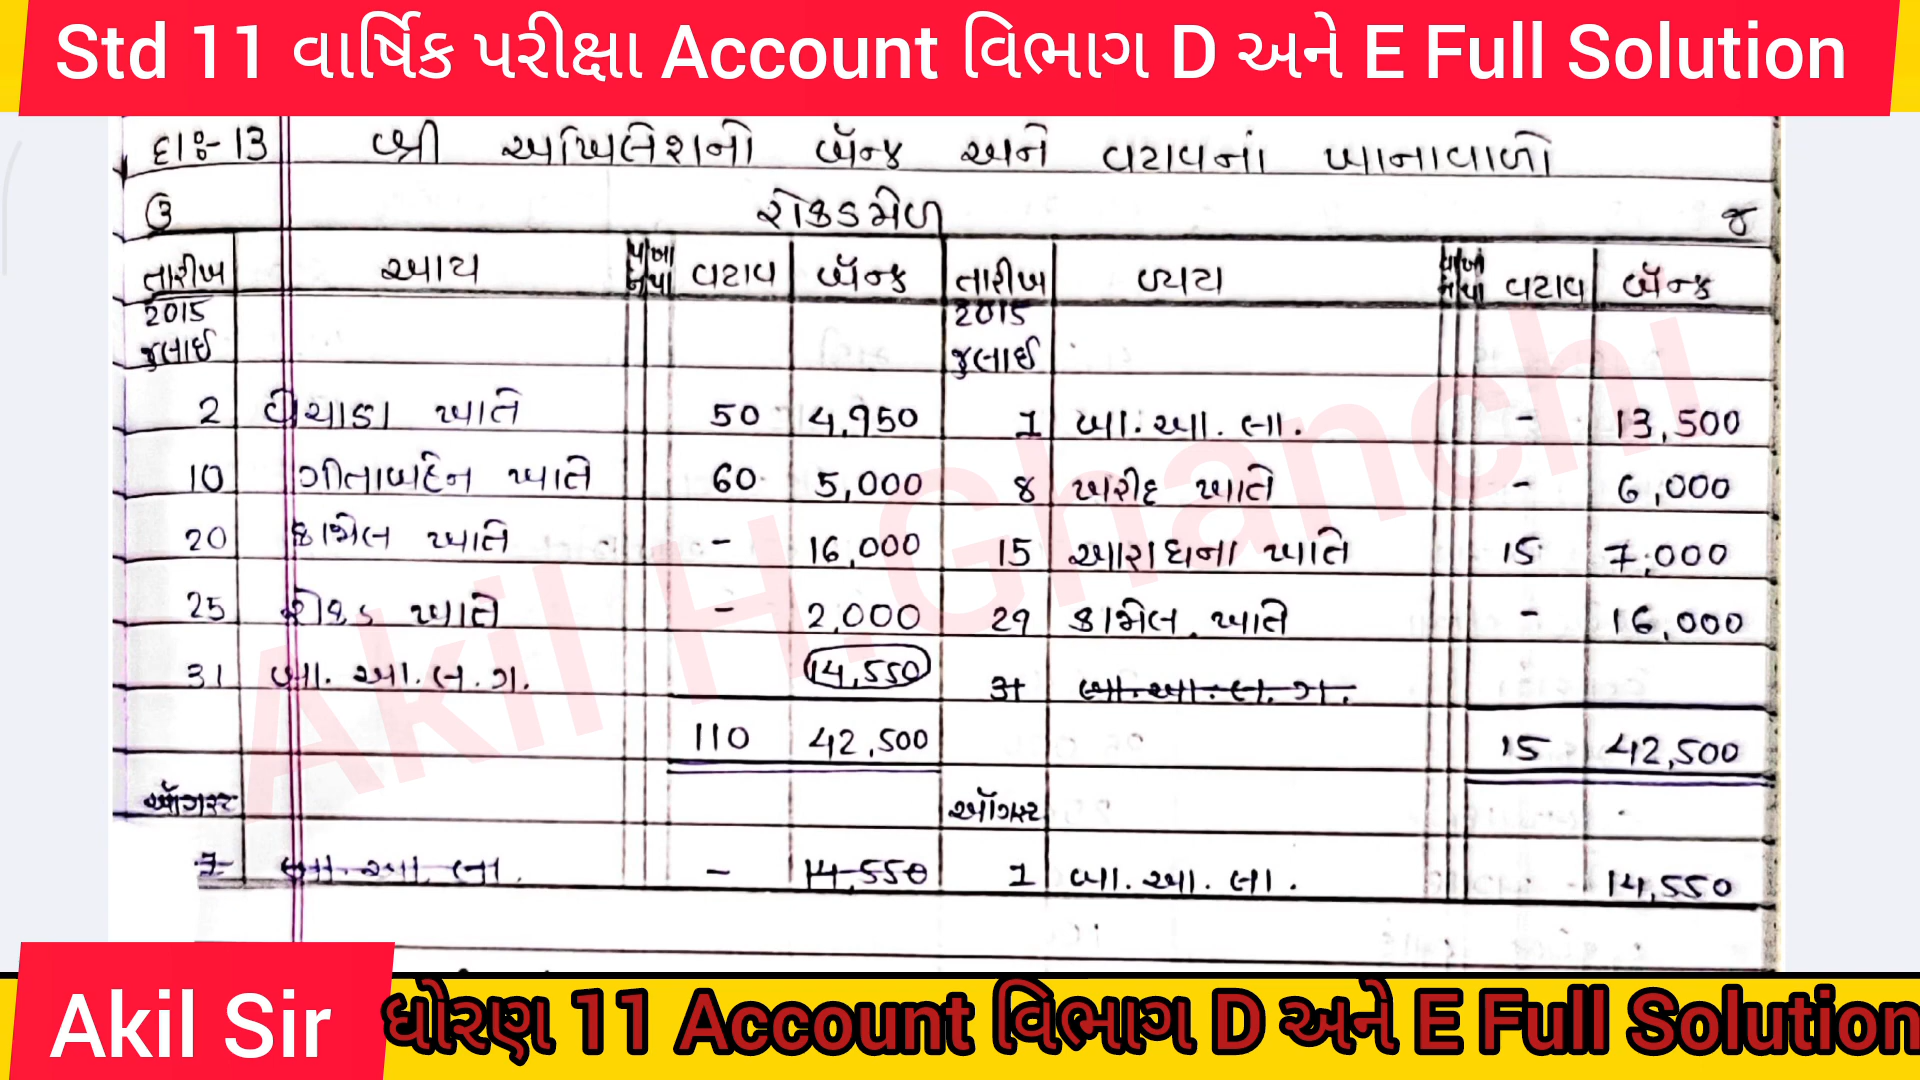 Std 11 વાર્ષિક પરીક્ષા Account વિભાગ D અને E Full Solution
દાઃ-13 શ્રી અખિલેશનો બૅન્ક અને વટાવનાં ખાનાવાળો
ઉ રોકડમેળ જ
તારીખ આવક વટાવ બૅન્ક તારીખ વટાવ બૅન્ક
2015 2015
જુલાઈ જુલાઈ
2 ખાતે 50 4,950 1 બા. આ. લા. - 13,500
10 ગીતાબહેન ખાતે 60 5,000 8 ખરીદ ખાતે - 6,000
20 કામેલ ખાતે - 16,000 15 આરાધના ખાતે 15 7,000
25 રોકડ ખાતે - 2,000 29 કામેલ ખાતે - 16,000
31 બા. આ. લ. ગ. 14,550 31 બા. આ. લ. ગ.
110 42,500 15 42,500
ઑગસ્ટ ઑગસ્ટ
1 બા. આ. લા. - 14,550 1 બા. આ. લા. 14,550
Akil H.Ghanchi
Akil Sir ધોરણ 11 Account વિભાગ D અને E Full Solution